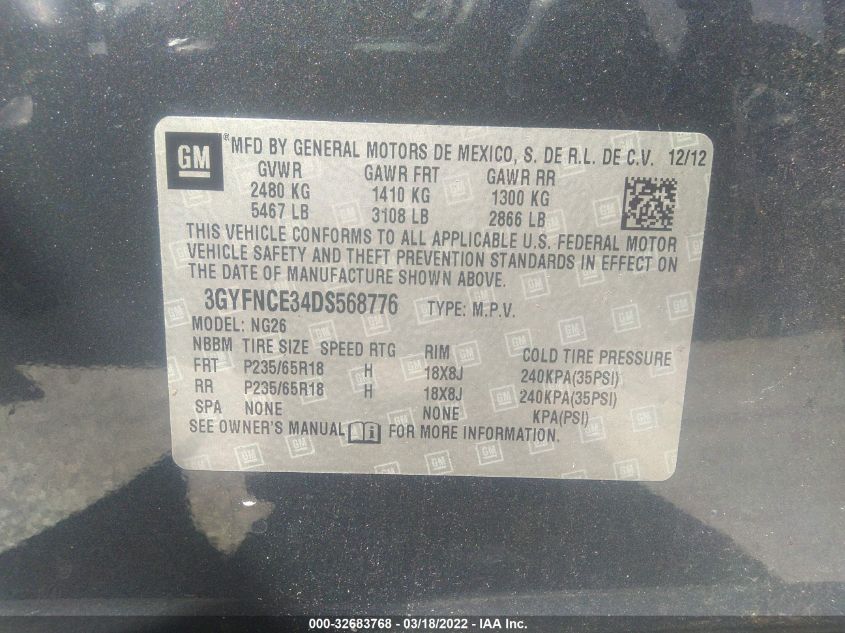 GM ®MFD BY GENERAL MOTORS DE MEXICO, S. DE R.L. DE C.V. 12/12
GVWR GAWR FRT GAWR RR
2480 KG 1410 KG 1300 KG
5467 LB 3108 LB 2866 LB
THIS VEHICLE CONFORMS TO ALL APPLICABLE U.S. FEDERAL MOTOR
VEHICLE SAFETY AND THEFT PREVENTION STANDARDS IN EFFECT ON
THE DATE OF MANUFACTURE SHOWN ABOVE.
3GYFNCE34DS568776 TYPE: M.P.V.
MODEL: NG26
NBBM TIRE SIZE SPEED RTG RIM COLD TIRE PRESSURE
FRT P235/65R18 H 18X8J 240KPA(35PSI)
RR P235/65R18 H 18X8J 240KPA(35PSI)
SPA NONE NONE KPA(PSI)
SEE OWNER'S MANUAL FOR MORE INFORMATION.
000-32683768 - 03/18/2022 - IAA Inc.